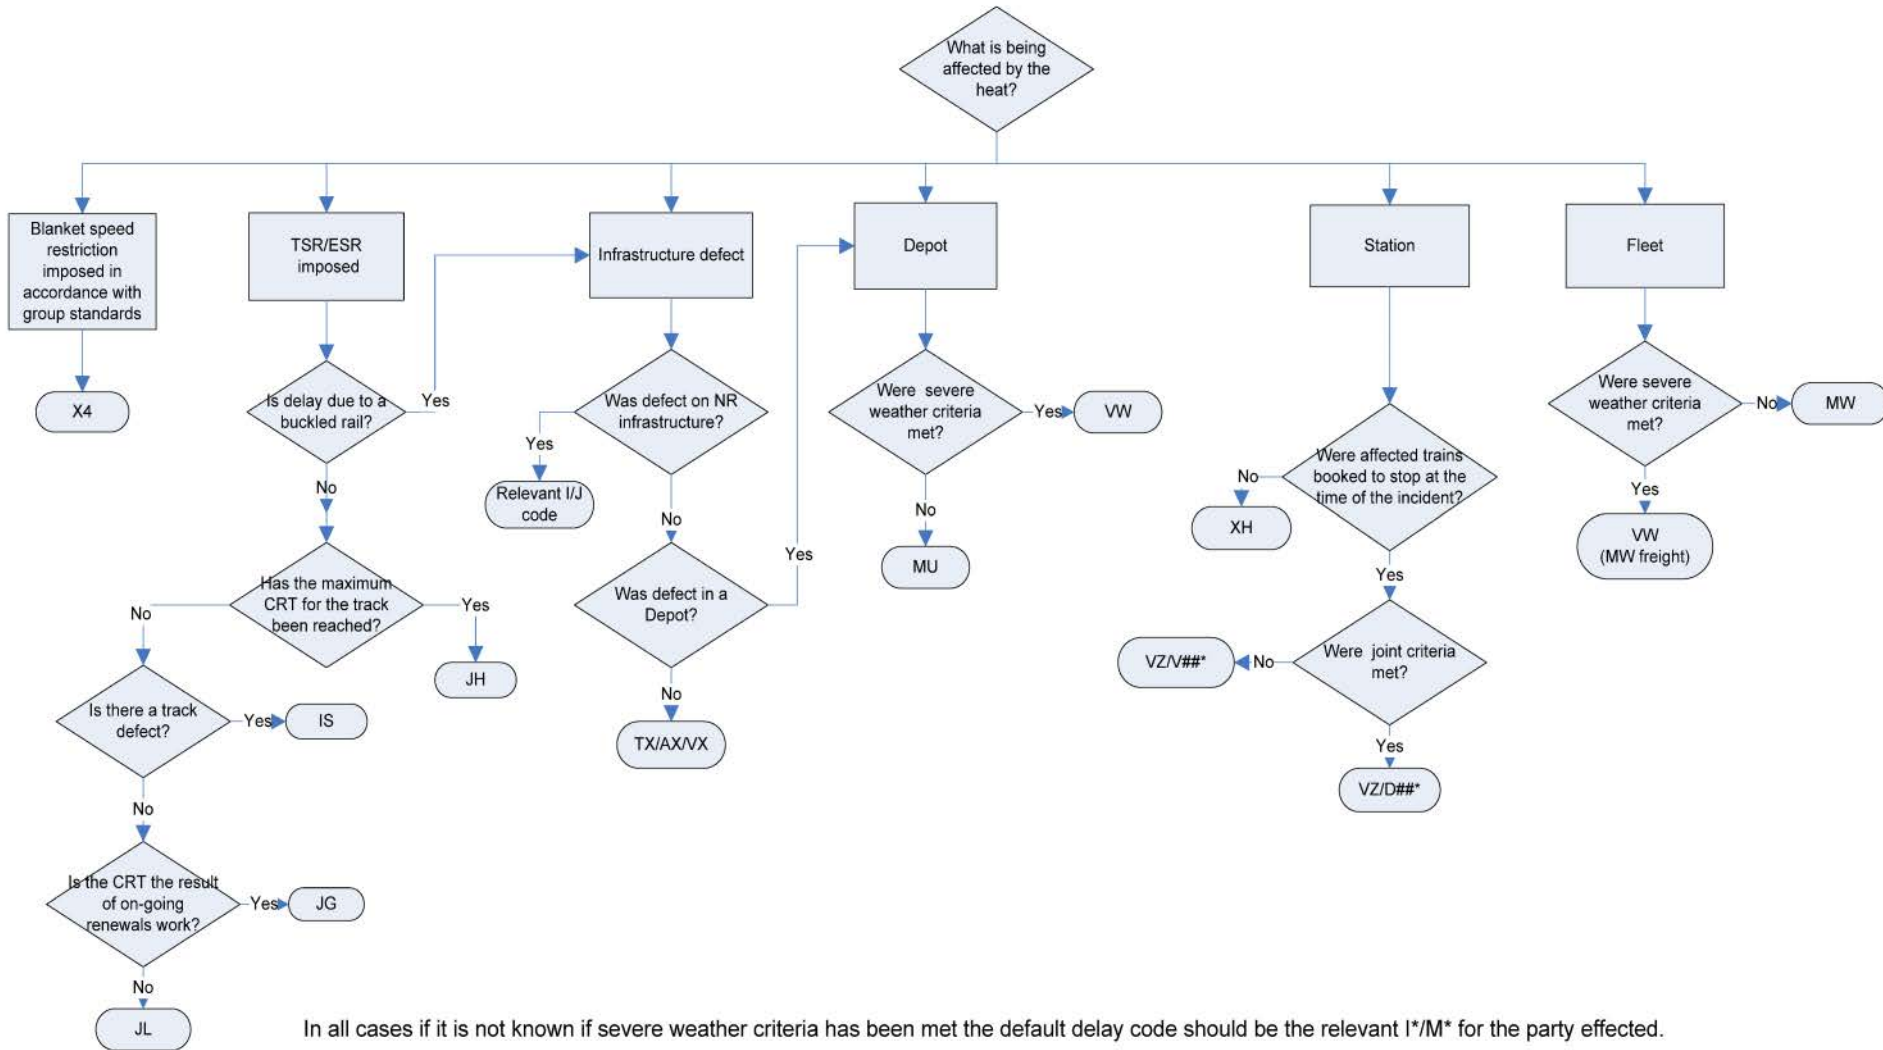 What is being
affected by the
heat?
Blanket speed
restriction
imposed in
accordance with
group standards
TSR/ESR
imposed
Infrastructure defect
Depot
Station
Fleet
X4
Is delay due to a
buckled rail?
Yes
No
Was defect on NR
infrastructure?
Yes
Relevant I/J
code
No
Were severe
weather criteria
met?
Yes
VW
No
MU
Were affected trains
booked to stop at the
time of the incident?
No
XH
Yes
Were severe
weather criteria
met?
No
MW
Yes
VW
(MW freight)
Has the maximum
CRT for the track
been reached?
No
Yes
JH
Was defect in a
Depot?
Yes
No
TX/AX/VX
Were joint criteria
met?
No
VZ/V##*
Yes
VZ/D##*
Is there a track
defect?
Yes
IS
No
Is the CRT the result
of on-going
renewals work?
Yes
JG
No
JL
In all cases if it is not known if severe weather criteria has been met the default delay code should be the relevant I*/M* for the party effected.